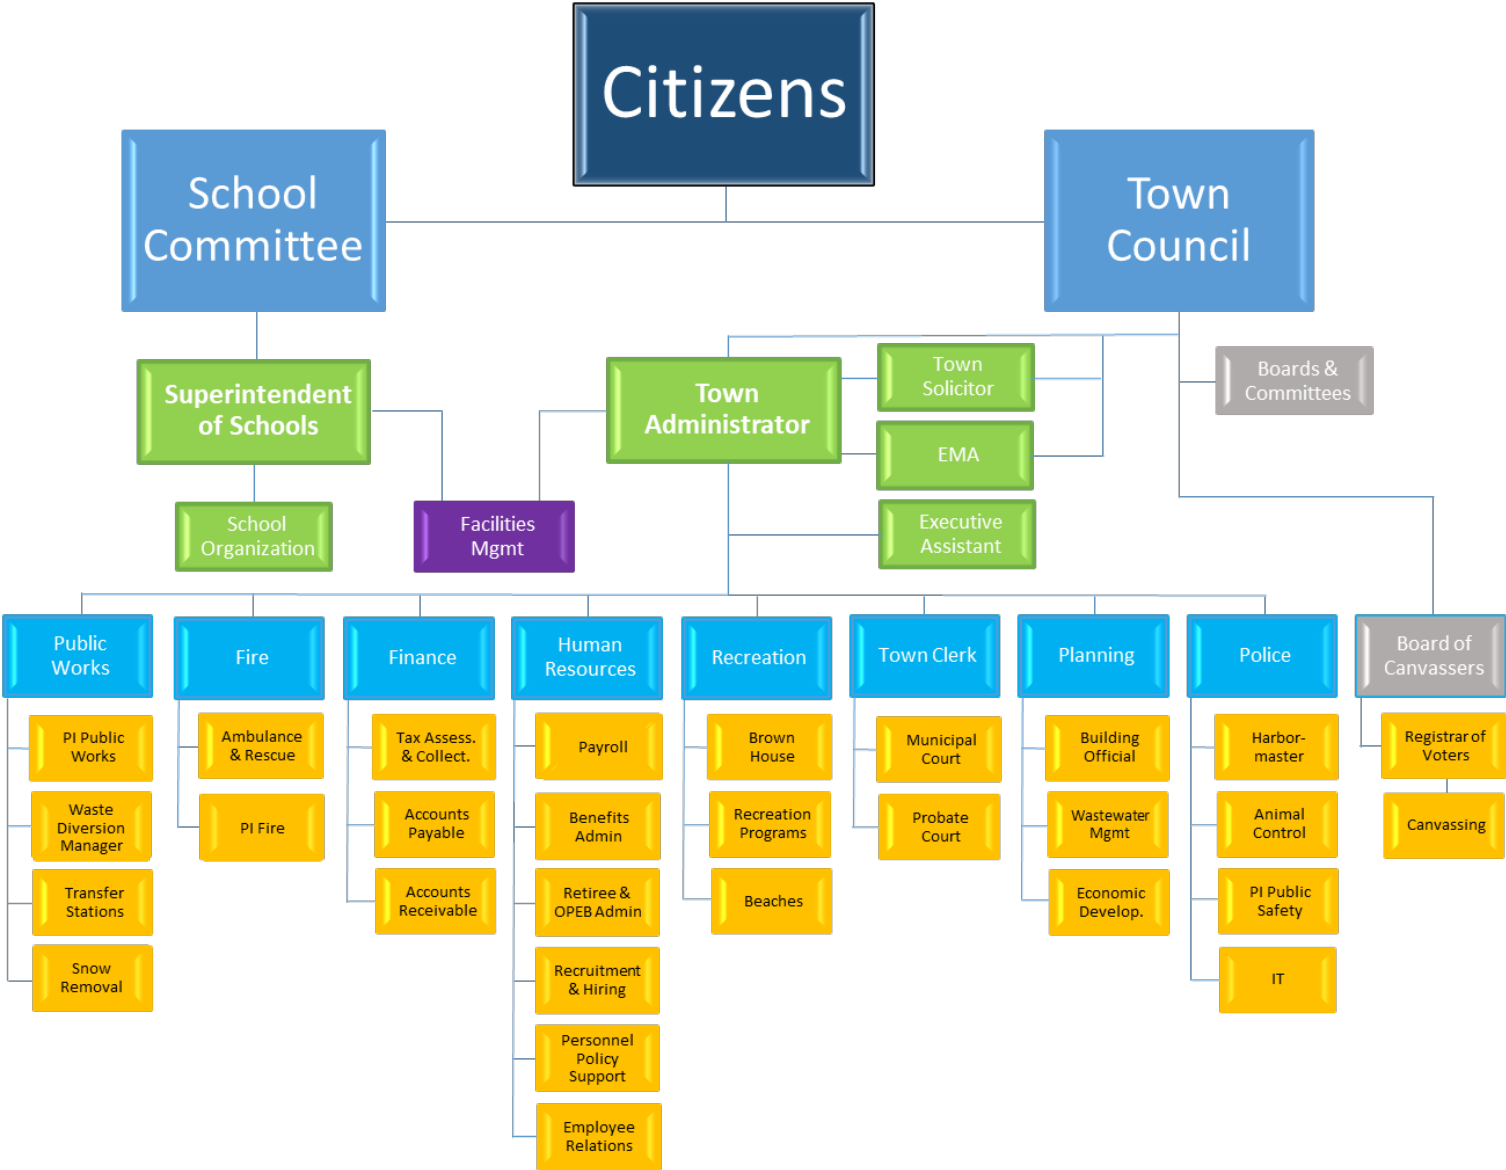 Citizens
School
Committee
Town
Council
Superintendent
of Schools
Town
Administrator
Town
Solicitor
EMA
Executive
Assistant
Boards &
Committees
School
Organization
Facilities
Mgmt
Public
Works
Fire
Finance
Human
Resources
Recreation
Town Clerk
Planning
Police
Board of
Canvassers
PI Public
Works
Waste
Diversion
Manager
Transfer
Stations
Snow
Removal
Ambulance
& Rescue
PI Fire
Tax Assess.
& Collect.
Accounts
Payable
Accounts
Receivable
Payroll
Benefits
Admin
Retiree &
OPEB Admin
Recruitment
& Hiring
Personnel
Policy
Support
Employee
Relations
Brown
House
Recreation
Programs
Beaches
Municipal
Court
Probate
Court
Building
Official
Wastewater
Mgmt
Economic
Develop.
Harbor-
master
Animal
Control
PI Public
Safety
IT
Registrar of
Voters
Canvassing